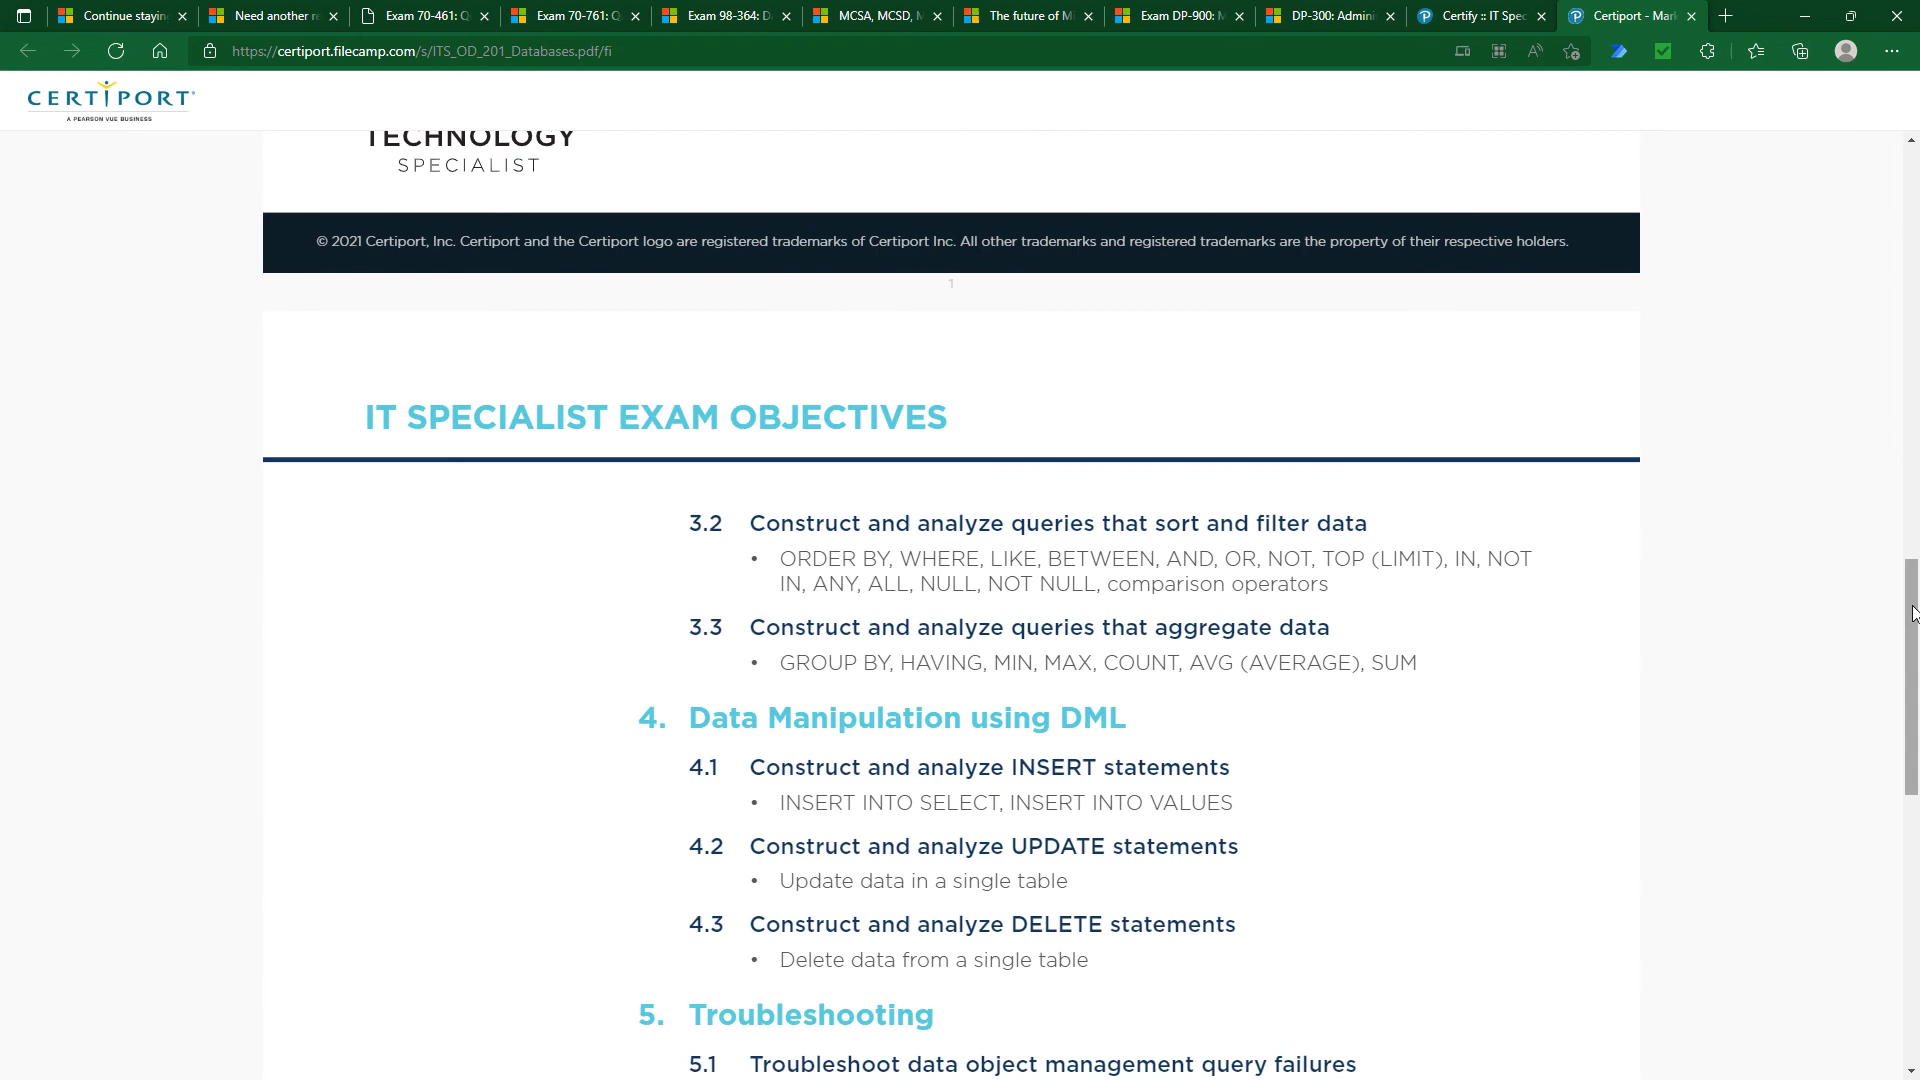 Continue stayin
Need another r
Exam 70-461: Q
Exam 70-761: Q
Exam 98-364: D
MCSA, MCSD, M
The future of Mi
Exam DP-900: M
DP-300: Admini
Certify :: IT Spec
Certiport - Mar
https://certiport.filecamp.com/s/ITS_OD_201_Databases.pdf/fi
CERTIPORT
A PEARSON VUE BUSINESS
TECHNOLOGY
SPECIALIST
© 2021 Certiport, Inc. Certiport and the Certiport logo are registered trademarks of Certiport Inc. All other trademarks and registered trademarks are the property of their respective holders.
1
IT SPECIALIST EXAM OBJECTIVES
3.2 Construct and analyze queries that sort and filter data
• ORDER BY, WHERE, LIKE, BETWEEN, AND, OR, NOT, TOP (LIMIT), IN, NOT
IN, ANY, ALL, NULL, NOT NULL, comparison operators
3.3 Construct and analyze queries that aggregate data
• GROUP BY, HAVING, MIN, MAX, COUNT, AVG (AVERAGE), SUM
4. Data Manipulation using DML
4.1 Construct and analyze INSERT statements
• INSERT INTO SELECT, INSERT INTO VALUES
4.2 Construct and analyze UPDATE statements
• Update data in a single table
4.3 Construct and analyze DELETE statements
• Delete data from a single table
5. Troubleshooting
5.1 Troubleshoot data object management query failures